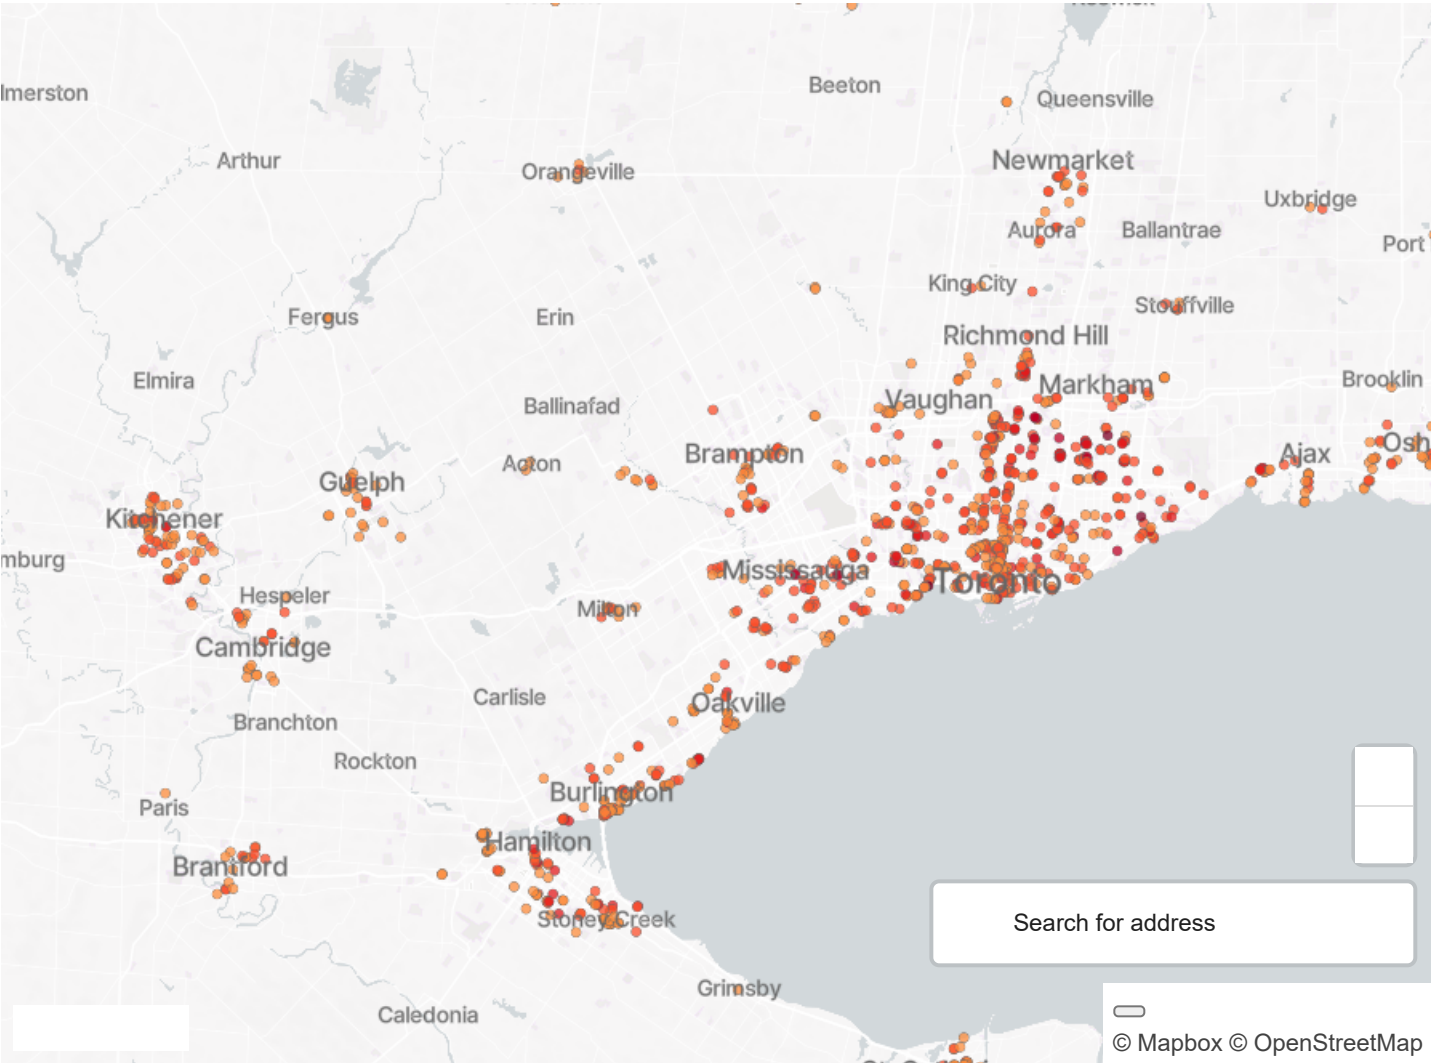 lmerston
Beeton
Queensville
Arthur
Newmarket
Orangeville
Uxbridge
Aurora
Ballantrae
Port
King City
Stouffville
Fergus
Erin
Richmond Hill
Elmira
Markham
Brooklin
Vaughan
Ballinafad
Brampton
Acton
Ajax
Osh
Guelph
Kitchener
mburg
Mississauga
Toronto
Hespeler
Milton
Cambridge
Carlisle
Oakville
Branchton
Rockton
Burlington
Paris
Hamilton
Brantford
Stoney Creek
Search for address
Grimsby
Caledonia
© Mapbox © OpenStreetMap